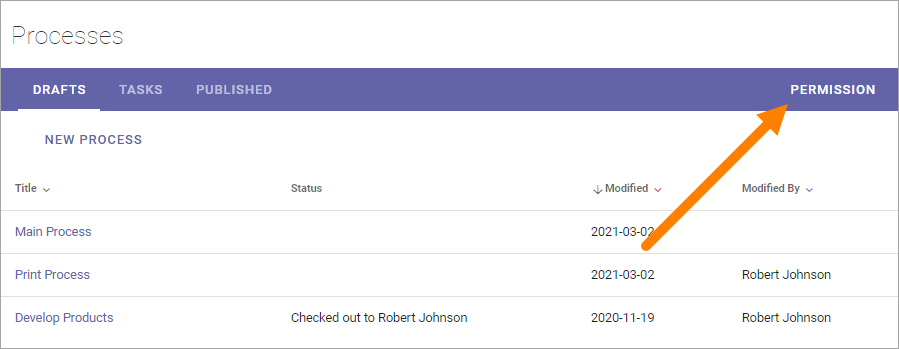 Processes
DRAFTS TASKS PUBLISHED PERMISSION
NEW PROCESS
Title Status Modified Modified By
Main Process 2021-03-02
Print Process 2021-03-02 Robert Johnson
Develop Products Checked out to Robert Johnson 2020-11-19 Robert Johnson